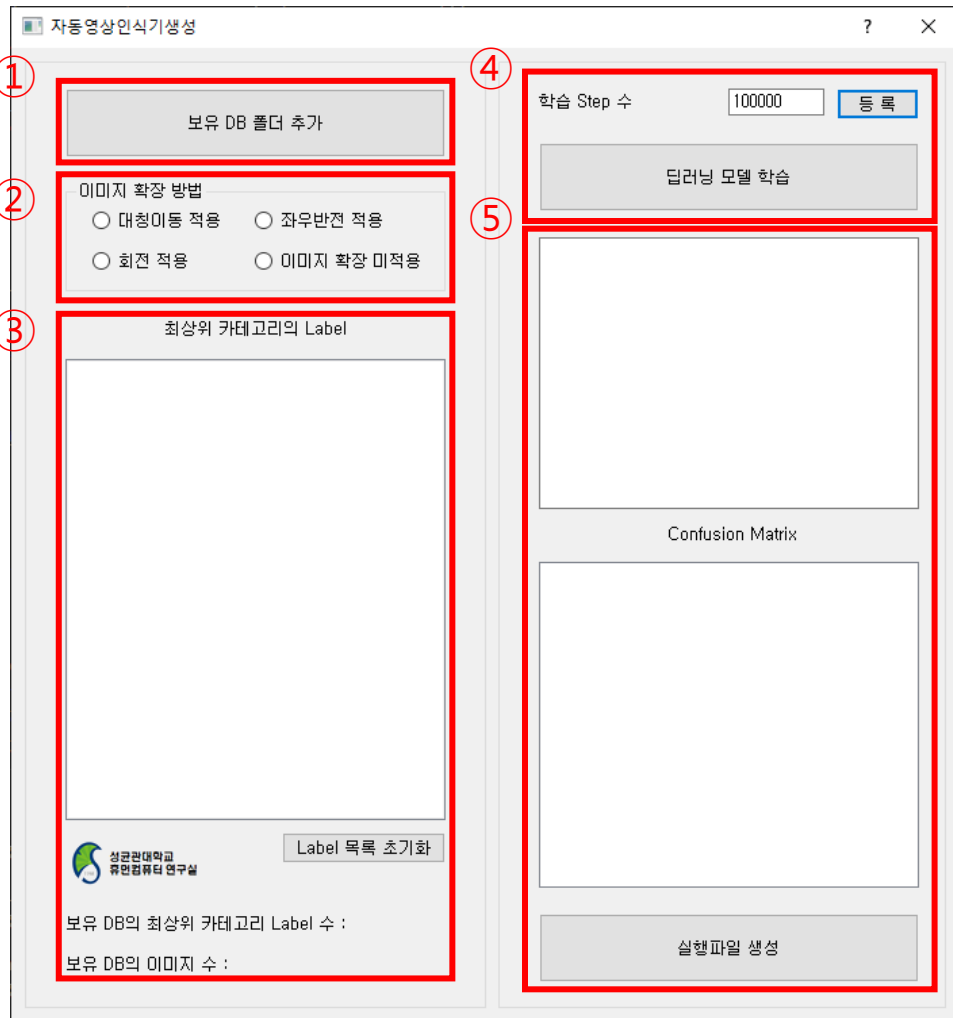 자동영상인식기생성
?
①
보유 DB 폴더 추가
②
이미지 확장 방법
대칭이동 적용
좌우반전 적용
회전 적용
이미지 확장 미적용
③
최상위 카테고리의 Label
성균관대학교
휴먼컴퓨터 연구실
Label 목록 초기화
보유 DB의 최상위 카테고리 Label 수 :
보유 DB의 이미지 수 :
④
학습 Step 수
100000
등 록
딥러닝 모델 학습
⑤
Confusion Matrix
실행파일 생성